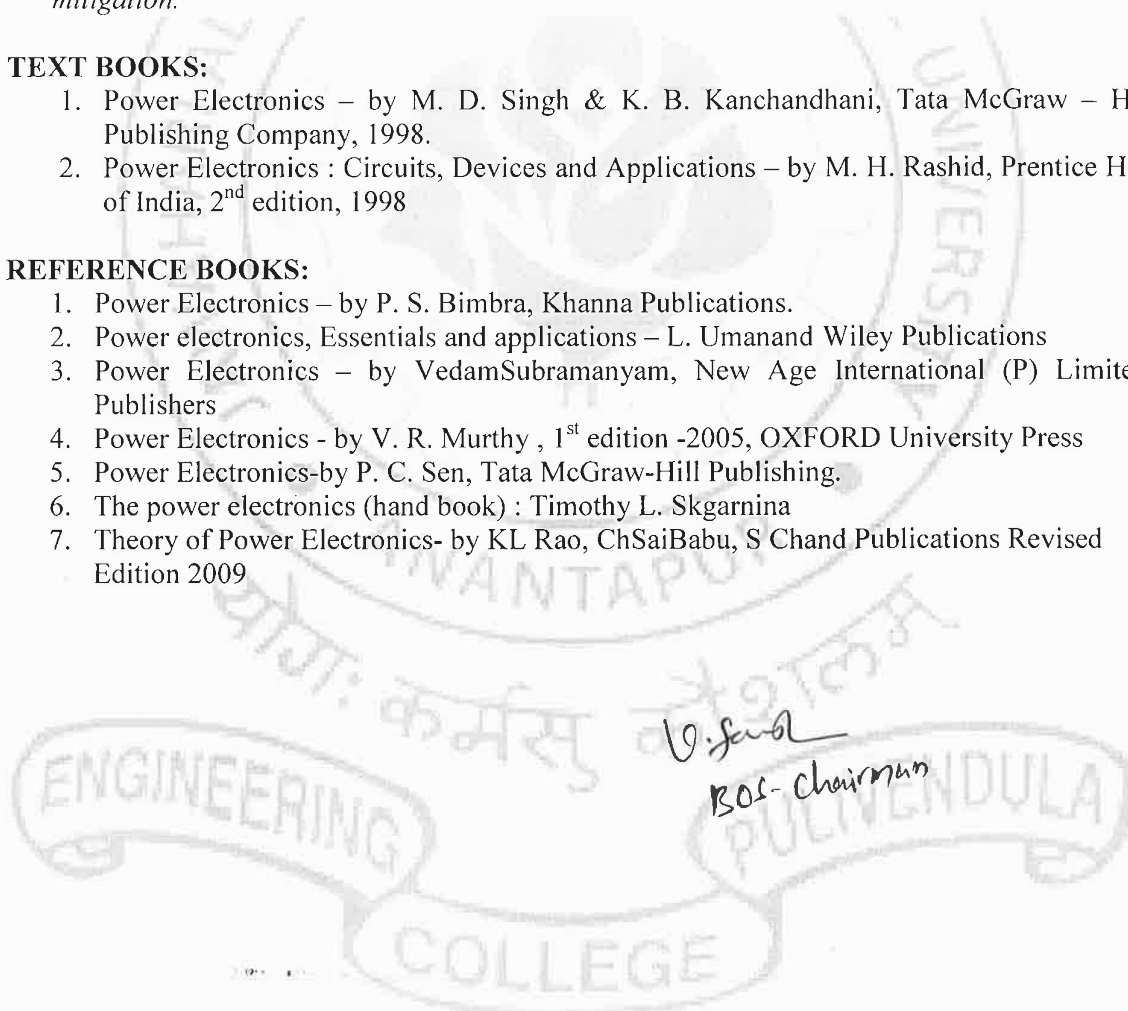 mitigation.
TEXT BOOKS:
1. Power Electronics – by M. D. Singh & K. B. Kanchandhani, Tata McGraw – H
Publishing Company, 1998.
2. Power Electronics : Circuits, Devices and Applications – by M. H. Rashid, Prentice H
of India, 2nd edition, 1998
REFERENCE BOOKS:
1. Power Electronics – by P. S. Bimbra, Khanna Publications.
2. Power electronics, Essentials and applications – L. Umanand Wiley Publications
3. Power Electronics – by VedamSubramanyam, New Age International (P) Limite
Publishers
4. Power Electronics - by V. R. Murthy , 1st edition -2005, OXFORD University Press
5. Power Electronics-by P. C. Sen, Tata McGraw-Hill Publishing.
6. The power electronics (hand book) : Timothy L. Skgarnina
7. Theory of Power Electronics- by KL Rao, ChSaiBabu, S Chand Publications Revised
Edition 2009
UNIVERSITY
ANANTAPUR
योगः कर्मसु
BOS- Chairman
ENGINEERING
PULIVENDULA
COLLEGE